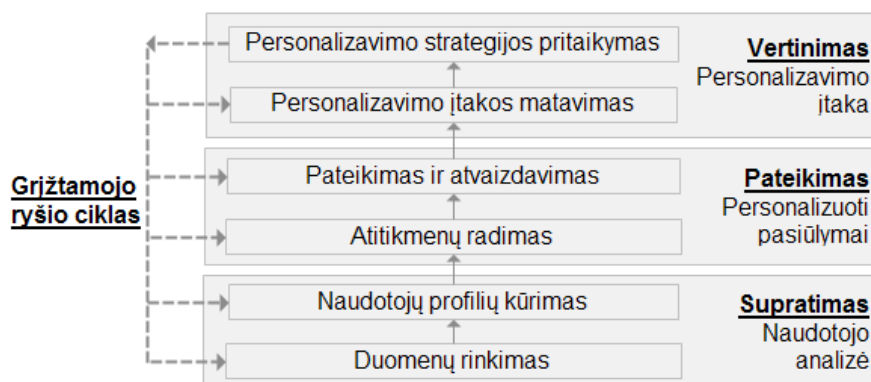 Personalizavimo strategijos pritaikymas
Personalizavimo įtakos matavimas
Vertinimas
Personalizavimo
įtaka
Pateikimas ir atvaizdavimas
Atitikmenų radimas
Pateikimas
Personalizuoti
pasiūlymai
Grįžtamojo
ryšio ciklas
Naudotojų profilių kūrimas
Duomenų rinkimas
Supratimas
Naudotojo
analizė